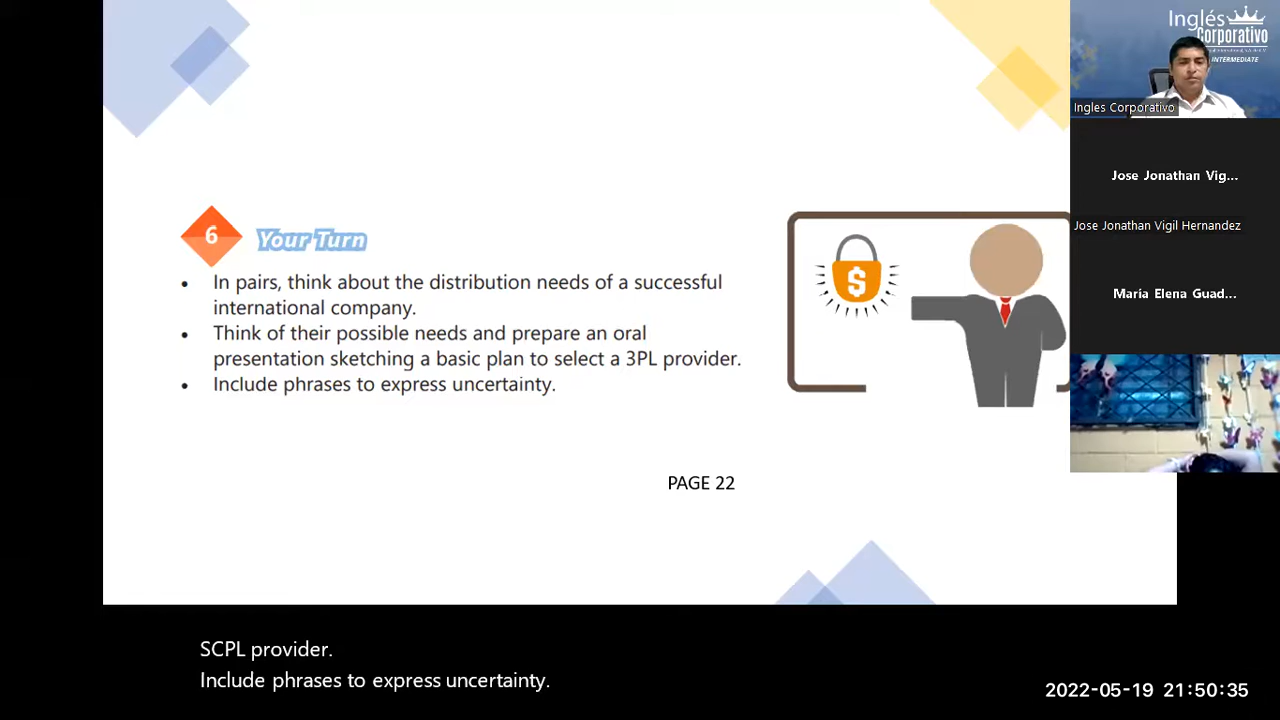 6
Your Turn
• In pairs, think about the distribution needs of a successful
international company.
• Think of their possible needs and prepare an oral
presentation sketching a basic plan to select a 3PL provider.
• Include phrases to express uncertainty.
$
PAGE 22
Inglés
Corporativo
INTERMEDIATE
Ingles Corporativo
Jose Jonathan Vig...
Jose Jonathan Vigil Hernandez
María Elena Guad...
SCPL provider.
Include phrases to express uncertainty.
2022-05-19 21:50:35